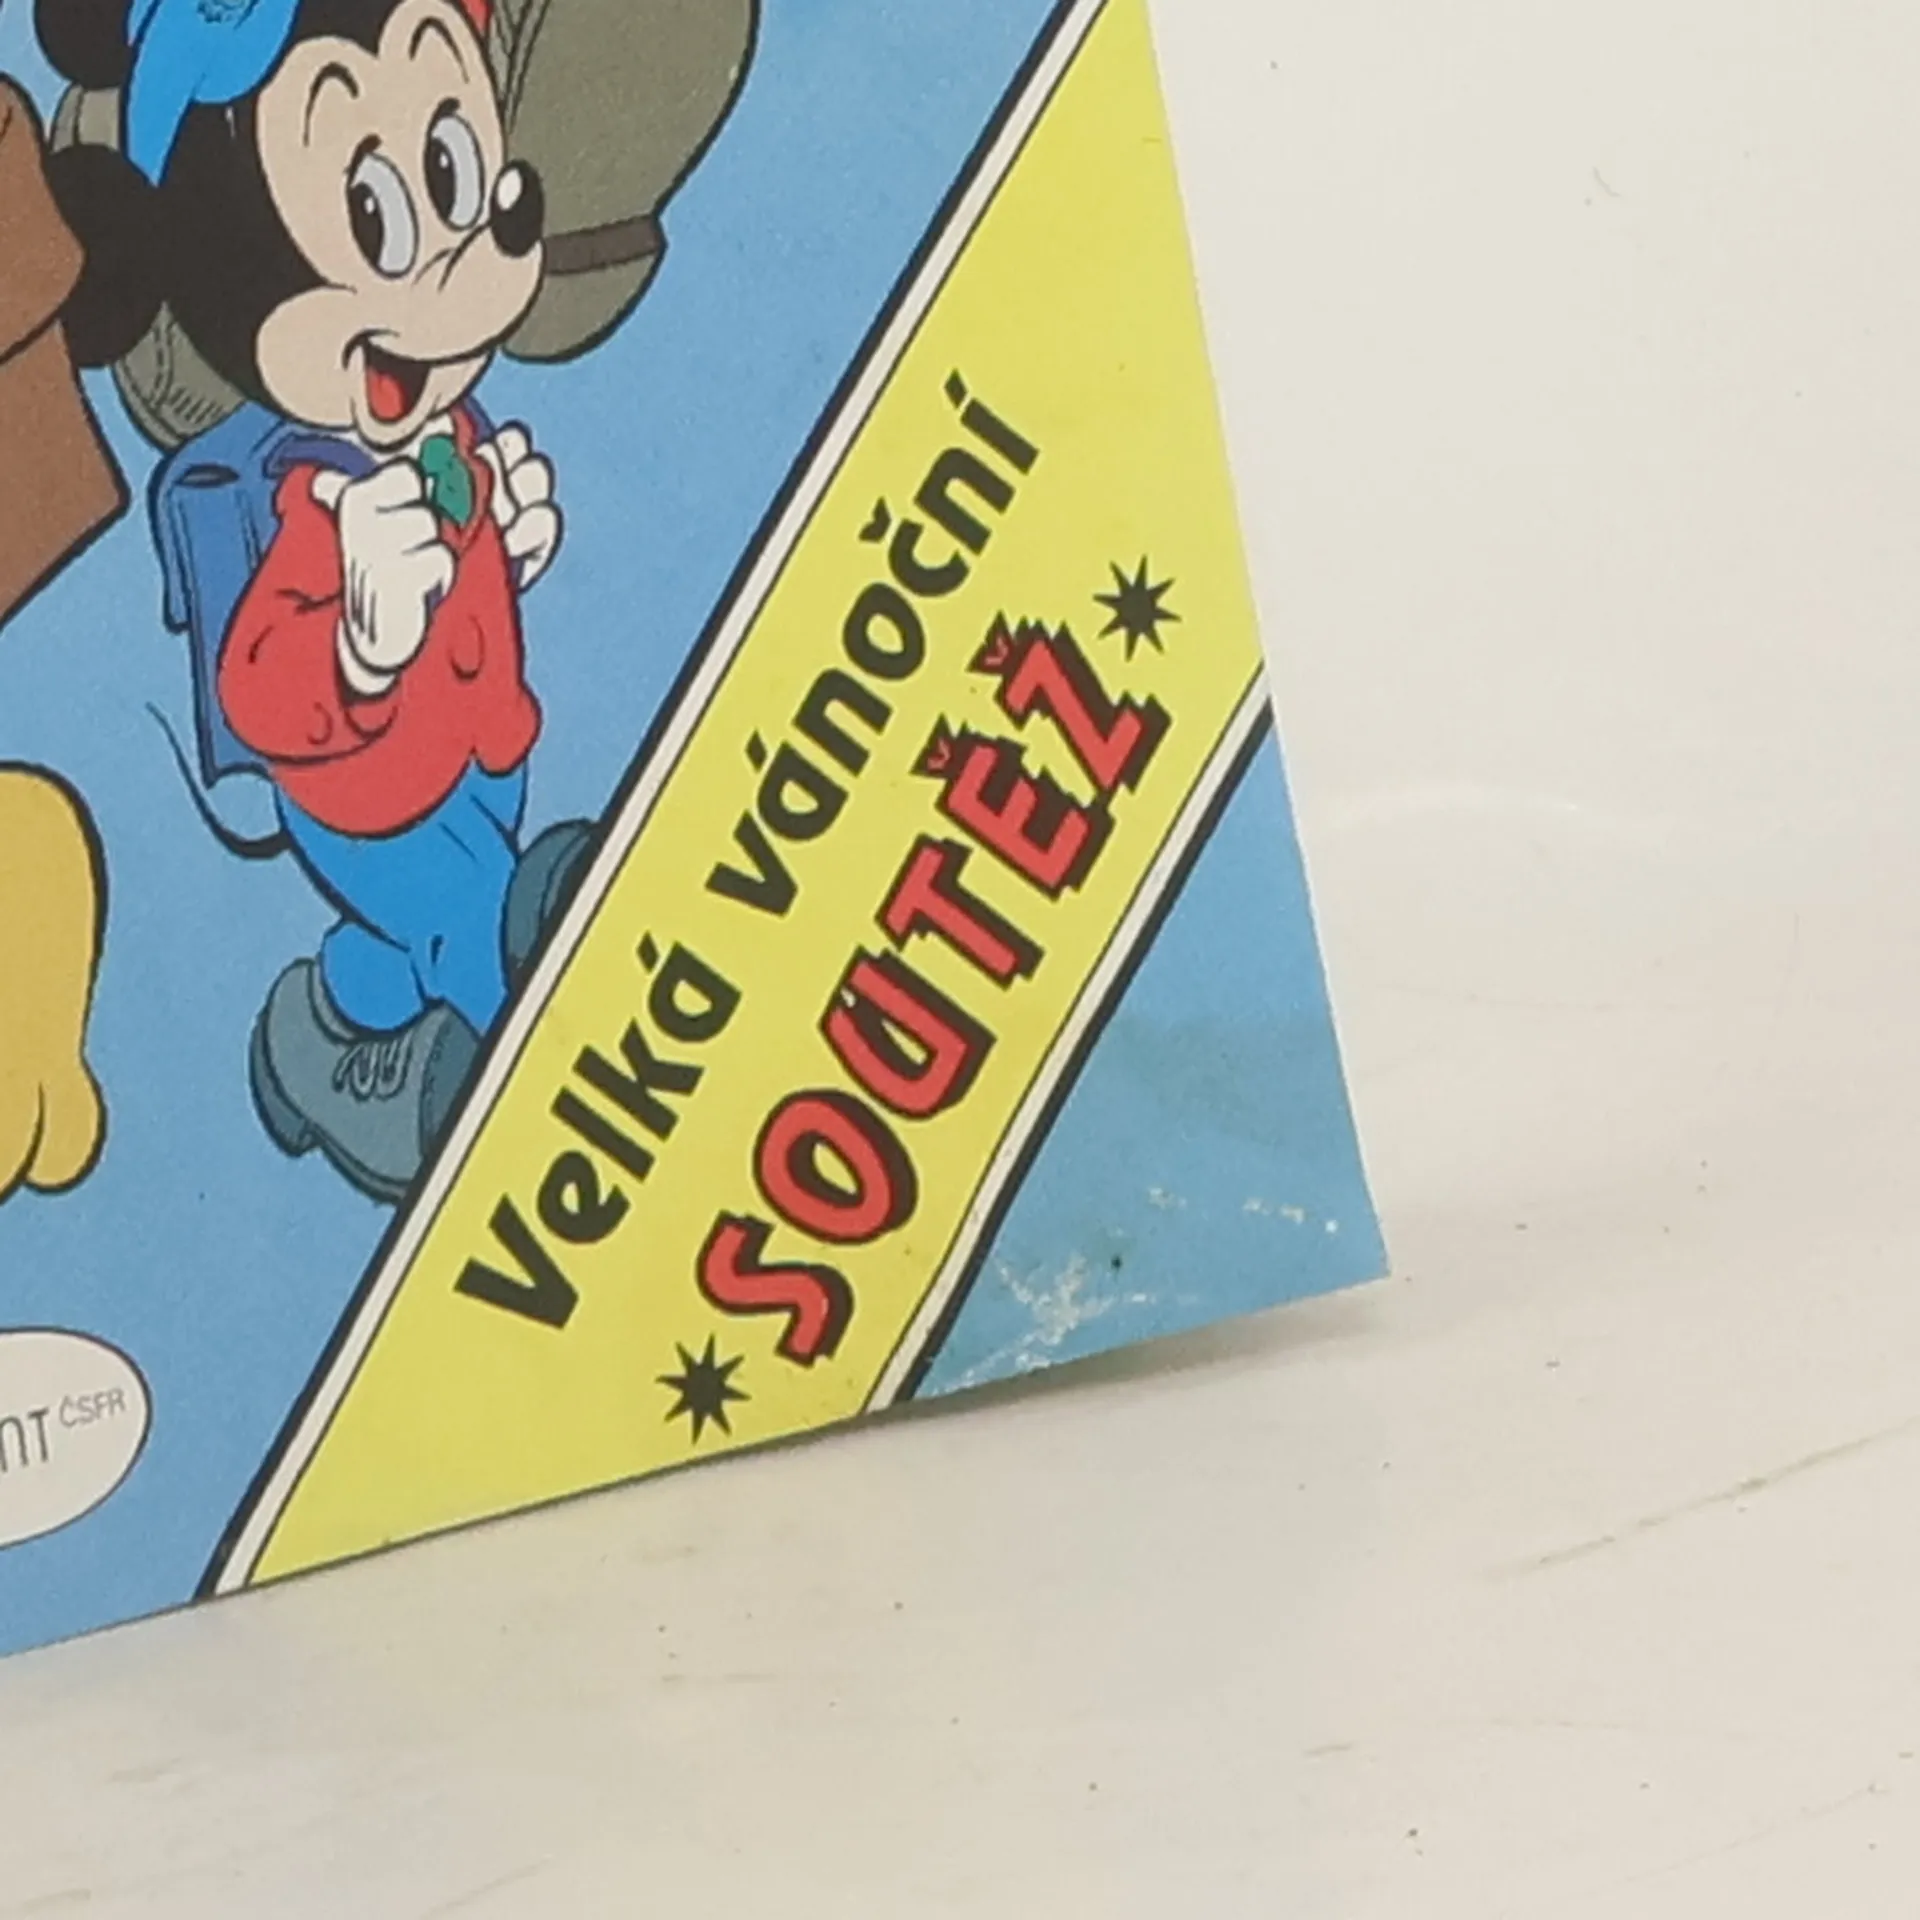 Velká vánoční
SOUTĚŽ
ČSFR